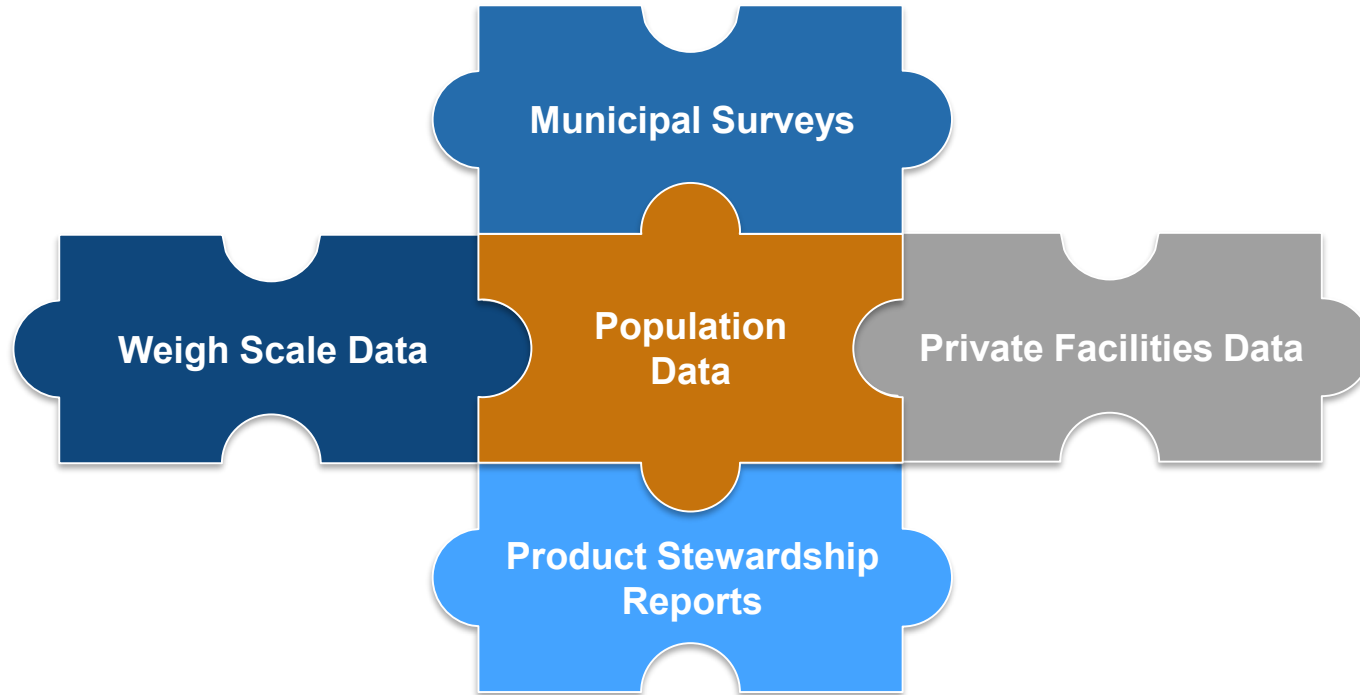 Municipal Surveys
Weigh Scale Data
Population
Data
Private Facilities Data
Product Stewardship
Reports